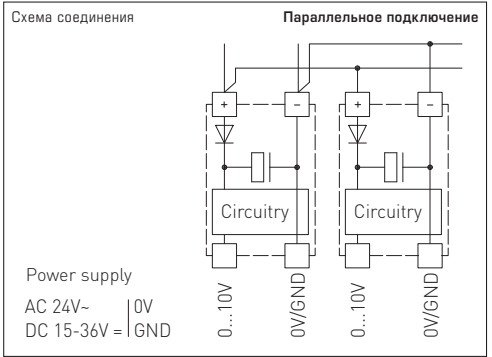 Схема соединения
Параллельное подключение
+ − + −
Circuitry Circuitry
Power supply
AC 24V~ | 0V
DC 15-36V = | GND
0...10V
0V/GND
0...10V
0V/GND